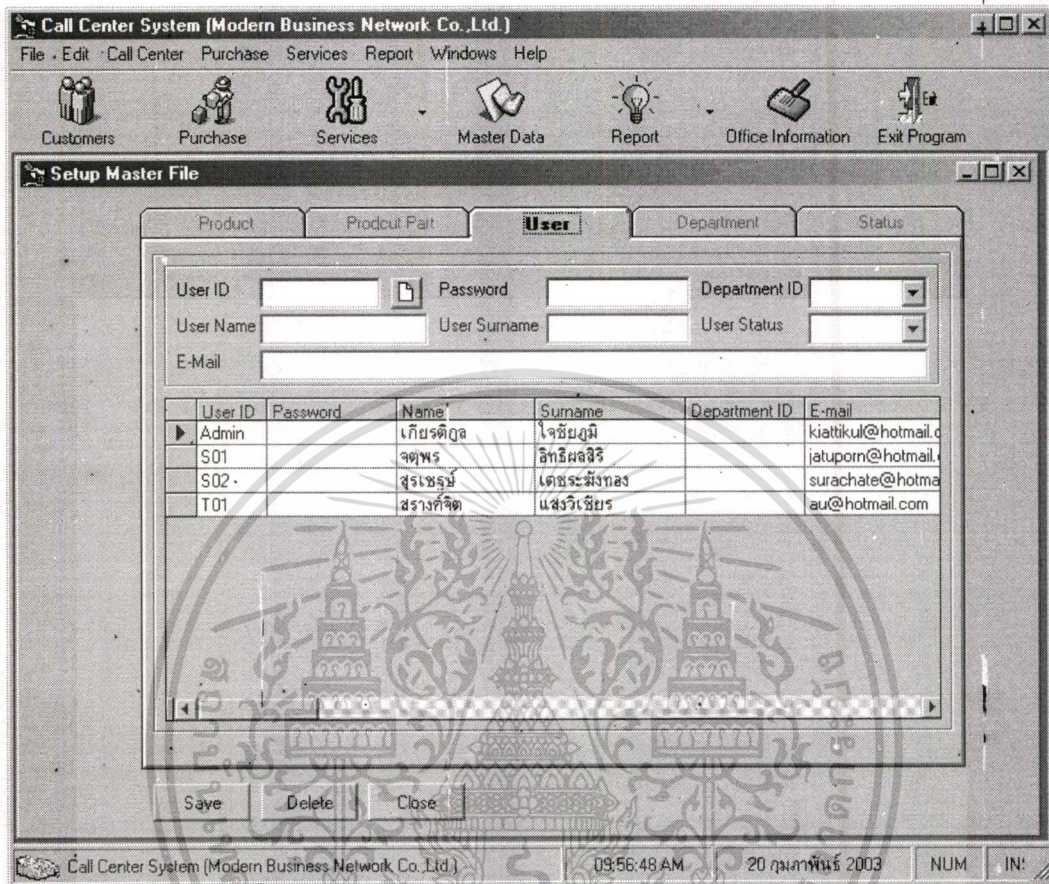 Call Center System (Modern Business Network Co.,Ltd.)
File Edit Call Center Purchase Services Report Windows Help
Exit
Customers Purchase Services Master Data Report Office Information Exit Program
Setup Master File
Product Prodcut Part User Department Status
User ID Password Department ID
User Name User Surname User Status
E-Mail
User ID Password Name Surname Department ID E-mail
Admin เกียรติกูล ใจชัยภูมิ kiattikul@hotmail.c
S01 จตุพร สิทธิผลสิริ jatuporn@hotmail.
S02 สุรเชรษฐ์ เดชระฆังทอง surachate@hotma
T01 สรางค์จิต แสงวิเชียร au@hotmail.com
Save Delete Close
Call Center System (Modern Business Network Co.,Ltd.) 09:56:48 AM 20 กุมภาพันธ์ 2003 NUM INS